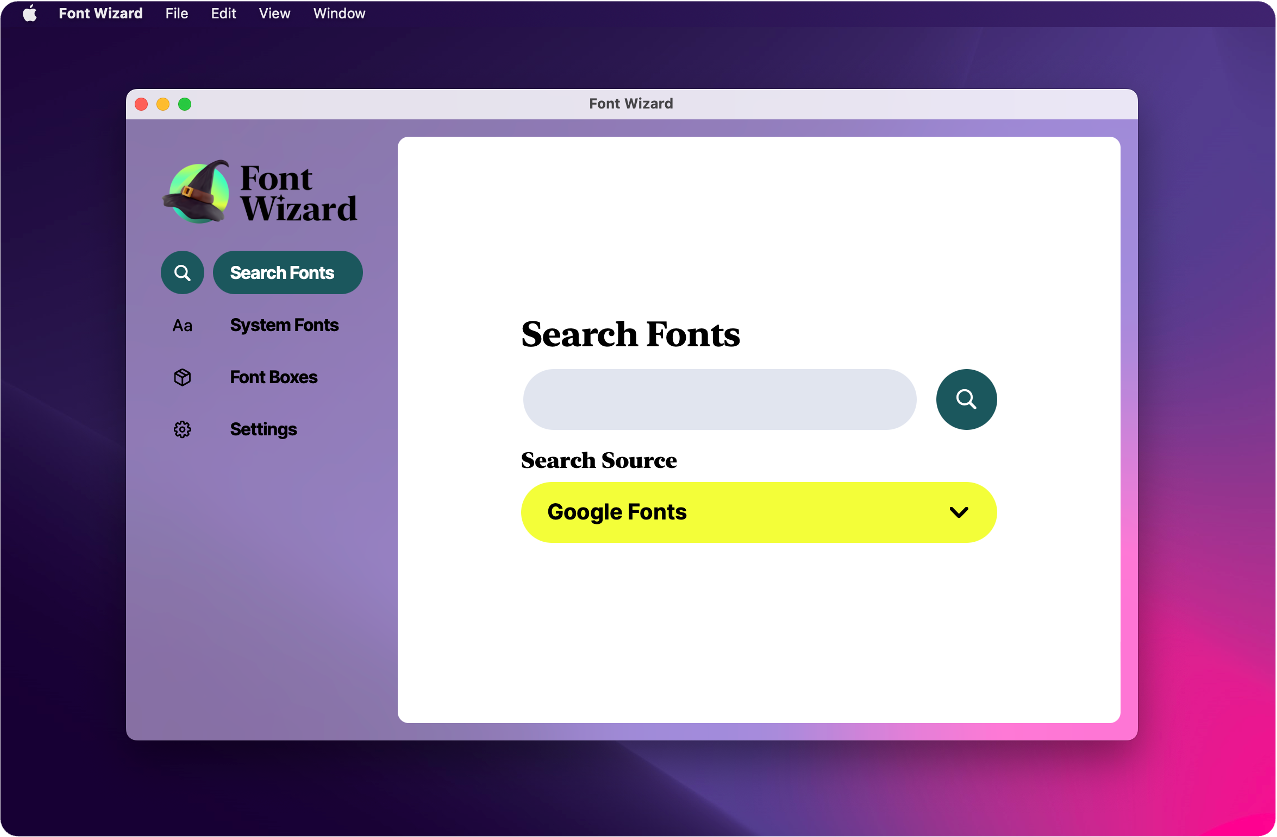 Font Wizard File Edit View Window
Font Wizard
Font
Wizard
Search Fonts
Aa System Fonts
Font Boxes
Settings
Search Fonts
Search Source
Google Fonts